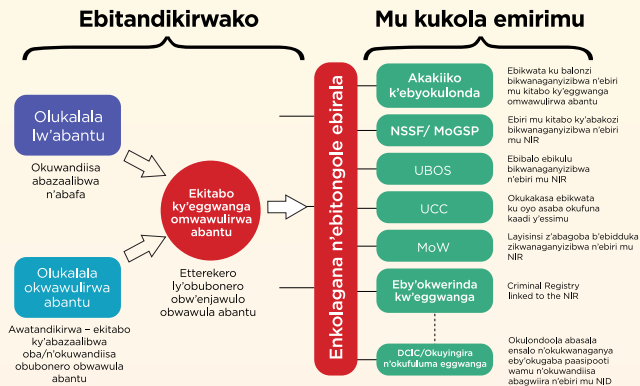 Ebitandikirwako
Mu kukola emirimu
Olukalala
lw'abantu
Okuwandiisa
abazaalibwa
n'abafa
Olukalala
okwawulirwa
abantu
Awatandikirwa – ekitabo
ky'abazaalibwa
oba/n'okuwandiisa
obubonero obwawula
abantu
Ekitabo
ky'eggwanga
omwawulirwa
abantu
Etterekero
ly'obubonero
obw'enjawulo
obwawula abantu
Enkolagana n'ebitongole ebirala
Akakiiko
k'ebyokulonda
Ebikwata ku balonzi
bikwanaganyizibwa n'ebiri
mu kitabo ky'eggwanga
omwawulirwa abantu
NSSF/ MoGSP
Ebiri mu kitabo ky'abakozi
bikwanaganyizibwa n'ebiri
mu NIR
UBOS
Ebibalo ebikulu
bikwanaganyizibwa
n'ebiri mu NIR
UCC
Okukakasa ebikwata
ku oyo asaba okufuna
kaadi y'essimu
MoW
Layisinsi z'abagoba b'ebidduka
zikwanaganyizibwa n'ebiri mu
NIR
Eby'okwerinda
kw'eggwanga
Criminal Registry
linked to the NIR
DCIC/Okuyingira
n'okufuluma eggwanga
Okulondoola abasala
ensalo n'okukwanaganya
eby'okugaba paasipooti
wamu n'okuwandiisa
abagwiira n'ebiri mu NID